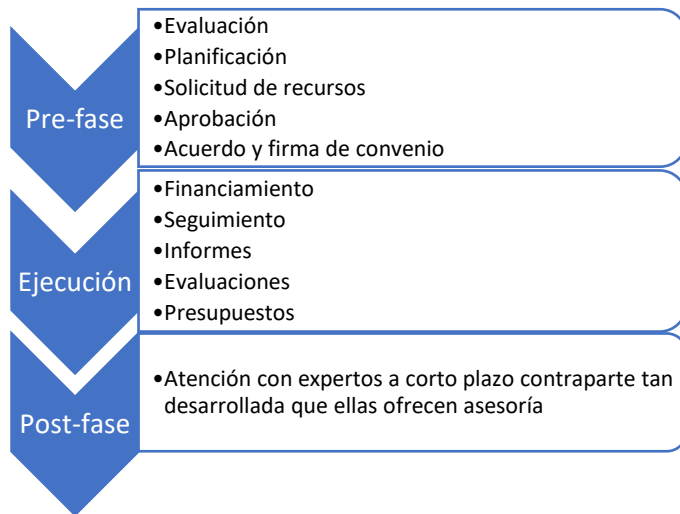 Pre-fase
•Evaluación
•Planificación
•Solicitud de recursos
•Aprobación
•Acuerdo y firma de convenio
Ejecución
•Financiamiento
•Seguimiento
•Informes
•Evaluaciones
•Presupuestos
Post-fase
•Atención con expertos a corto plazo contraparte tan
desarrollada que ellas ofrecen asesoría